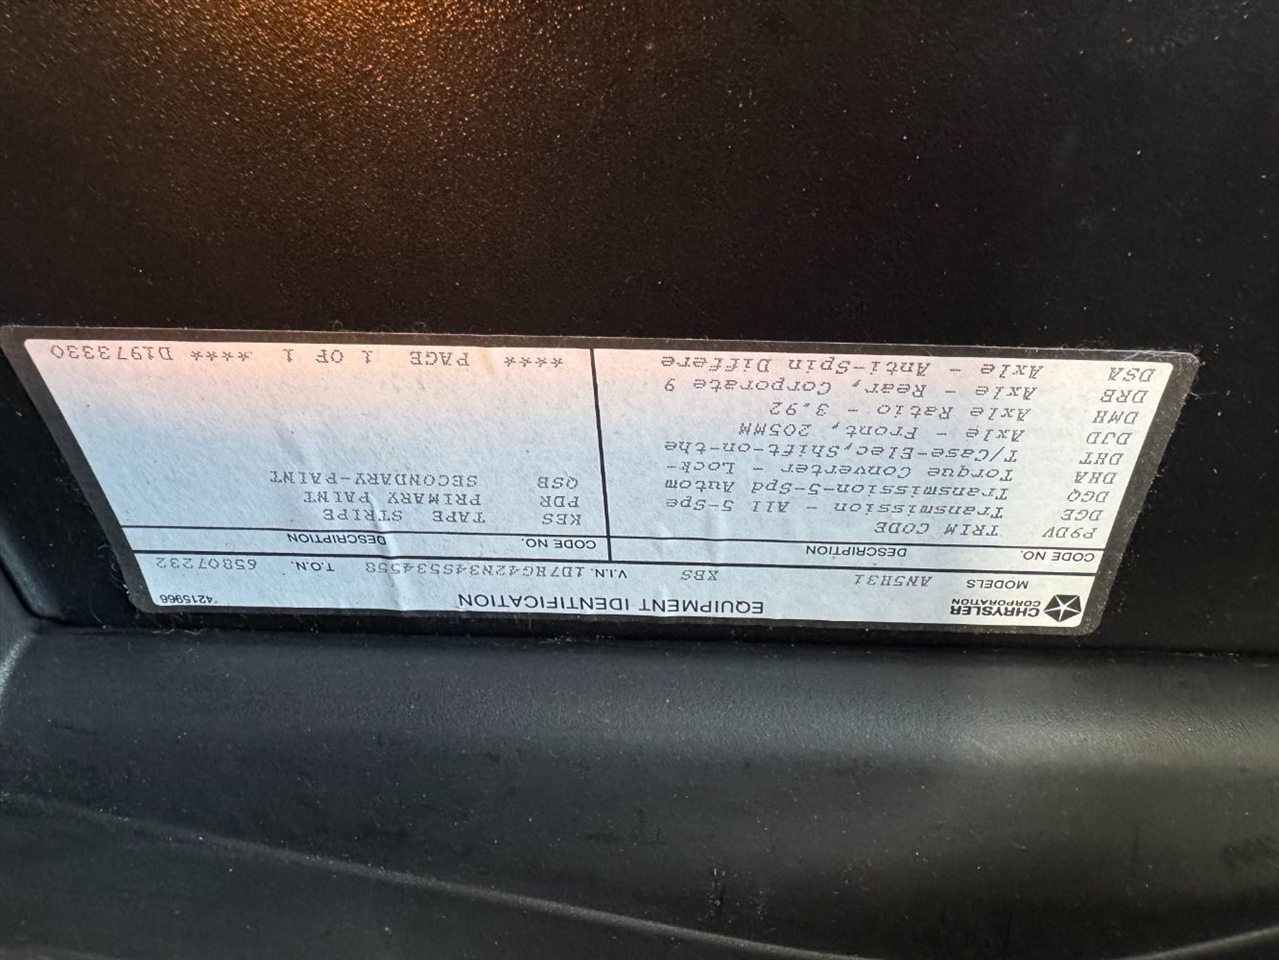 CHRYSLER CORPORATION EQUIPMENT IDENTIFICATION 4215966
MODELS AN5H31 XBS V.I.N. 1D7HG42N34S534558 T.O.N. 65807232
CODE NO. DESCRIPTION CODE NO. DESCRIPTION
P9DV TRIM CODE KES TAPE STRIPE
DGE Transmission - All 5-Spe PDR PRIMARY PAINT
DGQ Transmission-5-Spd Autom QSB SECONDARY-PAINT
DHA Torque Converter - Lock-
DHT T/Case-Elec,Shift-on-the
DJD Axle - Front, 205MM
DMH Axle Ratio - 3.92
DRB Axle - Rear, Corporate 9
DSA Axle - Anti-Spin Differe **** PAGE 1 OF 1 **** D1973330